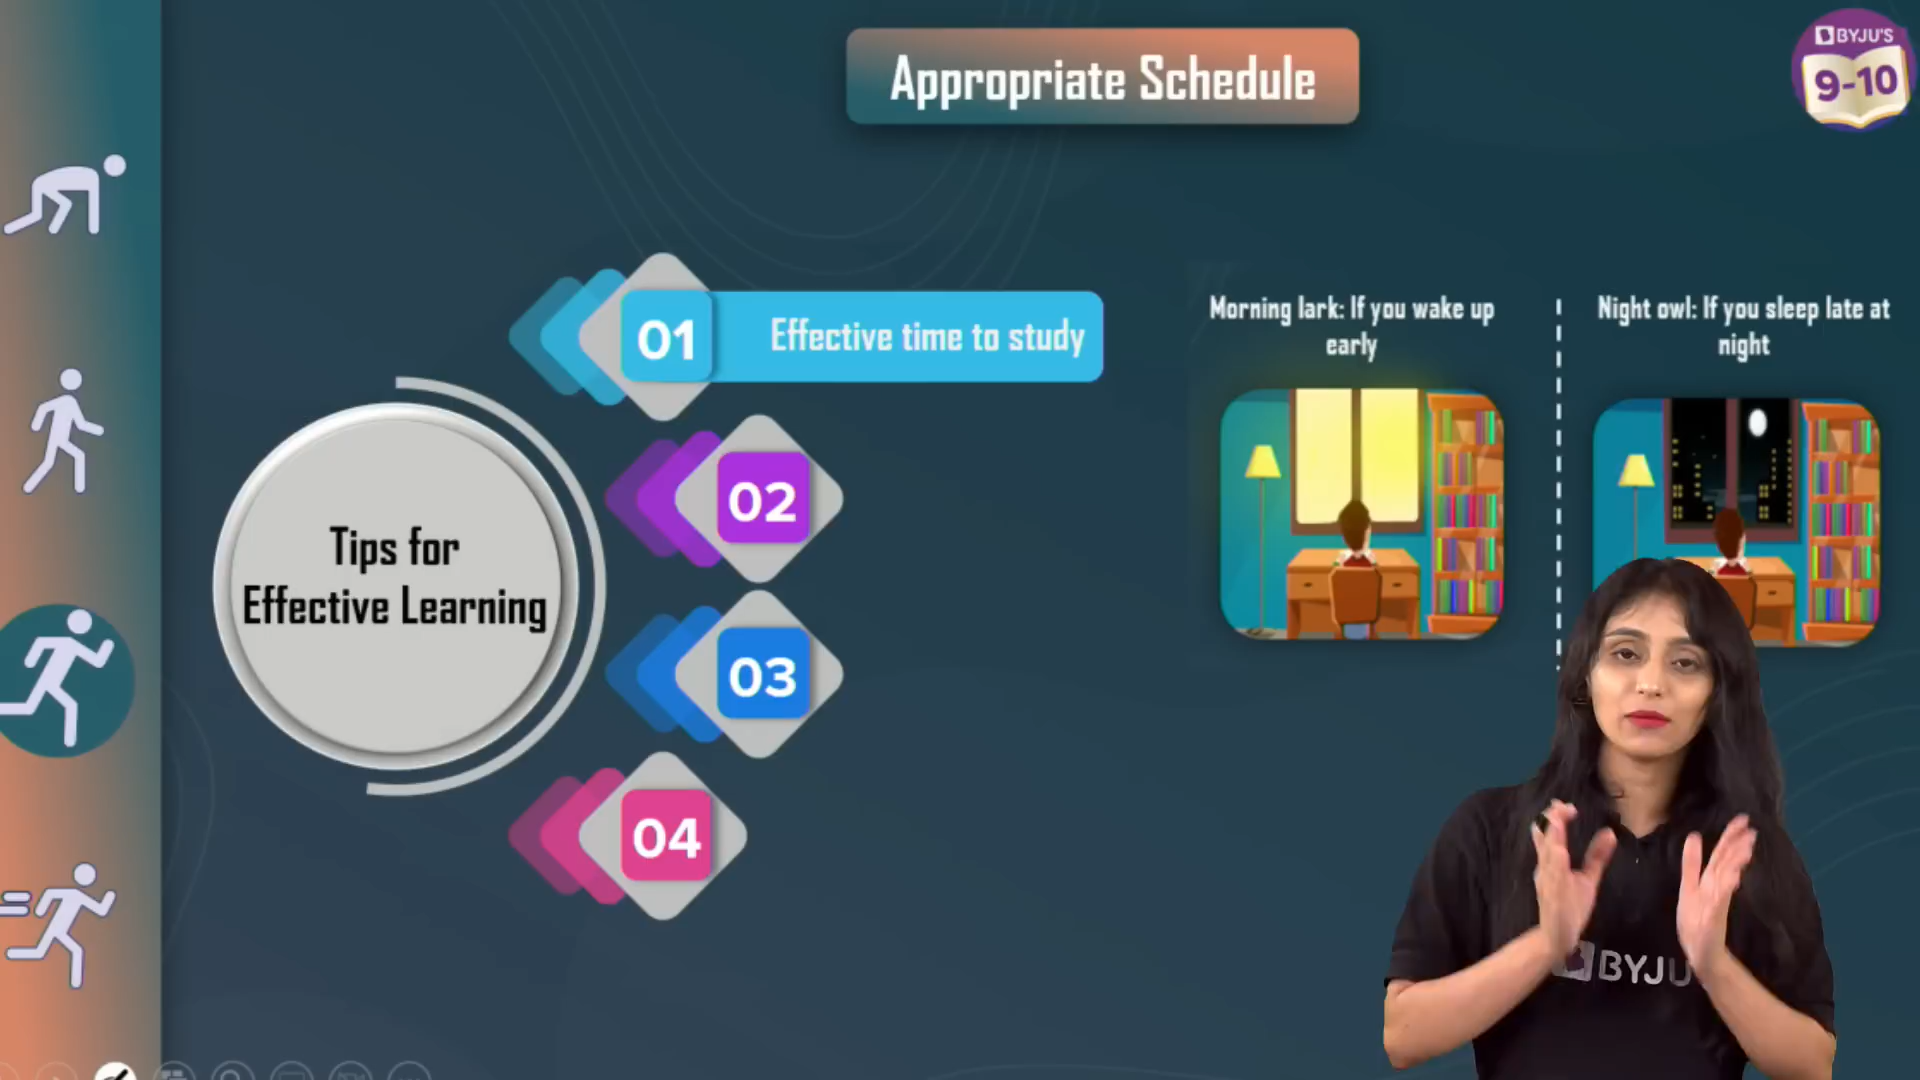 Appropriate Schedule
BYJU'S
9-10
01
Effective time to study
Morning lark: If you wake up
early
Night owl: If you sleep late at
night
02
Tips for
Effective Learning
03
04
BYJU